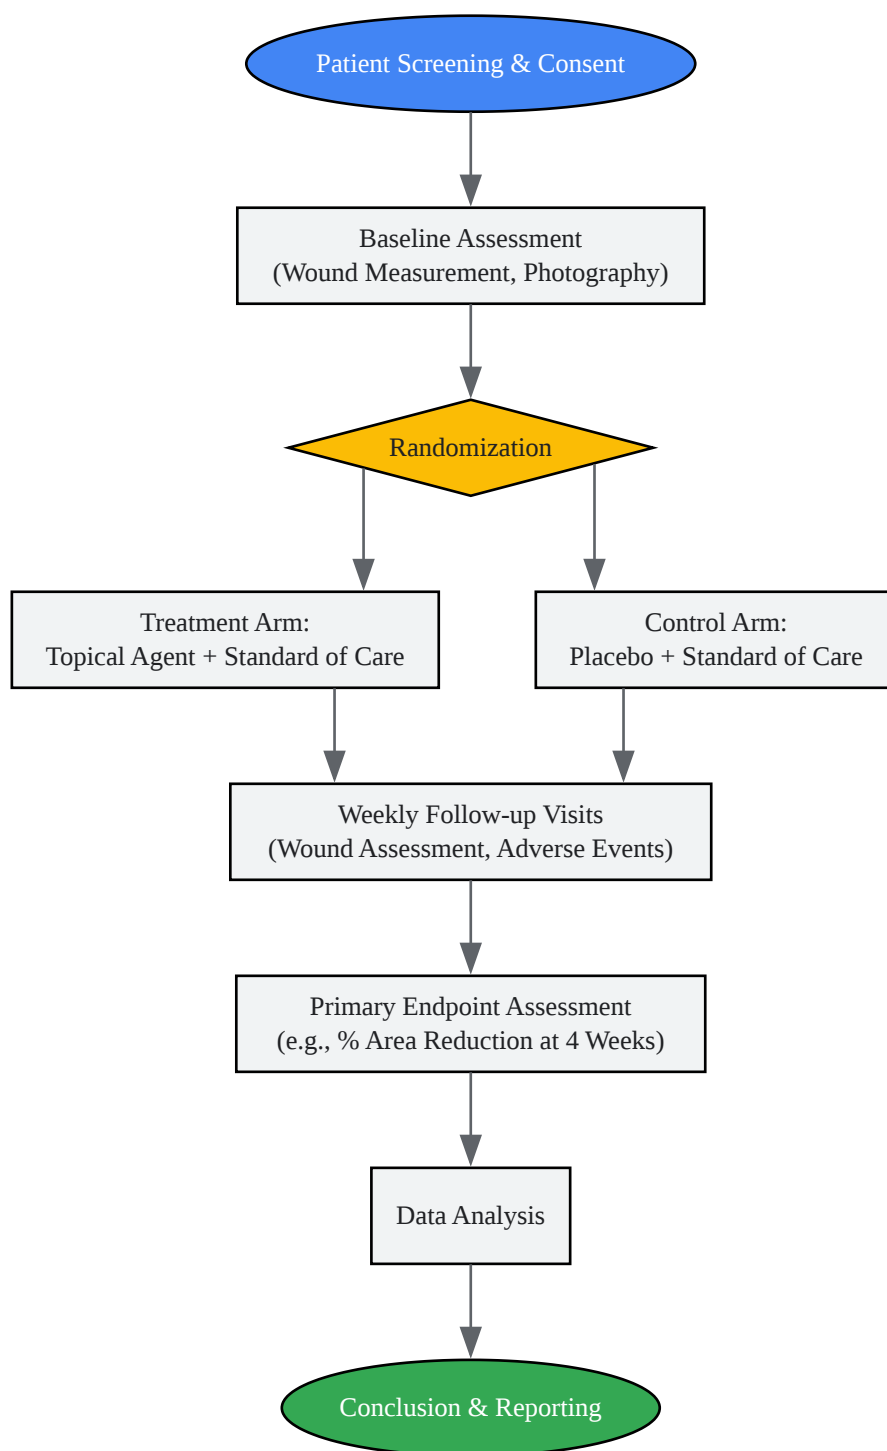 Patient Screening & Consent
Baseline Assessment
(Wound Measurement, Photography)
Randomization
Treatment Arm:
Topical Agent + Standard of Care
Control Arm:
Placebo + Standard of Care
Weekly Follow-up Visits
(Wound Assessment, Adverse Events)
Primary Endpoint Assessment
(e.g., % Area Reduction at 4 Weeks)
Data Analysis
Conclusion & Reporting